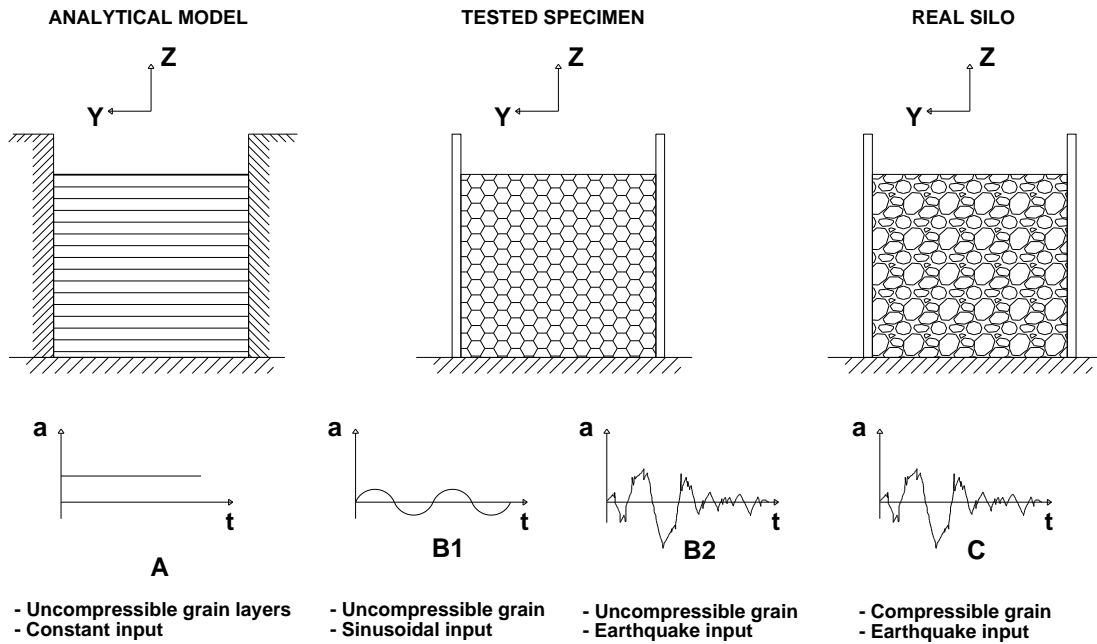 ANALYTICAL MODEL
TESTED SPECIMEN
REAL SILO
Z
Y
Z
Y
Z
Y
a
t
A
a
t
B1
a
t
B2
a
t
C
- Uncompressible grain layers
- Constant input
- Uncompressible grain
- Sinusoidal input
- Uncompressible grain
- Earthquake input
- Compressible grain
- Earthquake input